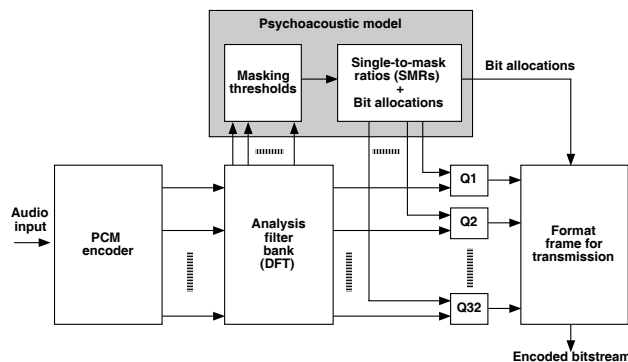 Psychoacoustic model
Masking
thresholds
Single-to-mask
ratios (SMRs)
+
Bit allocations
Bit allocations
Audio
input
PCM
encoder
Analysis
filter
bank
(DFT)
Q1
Q2
Q32
Format
frame for
transmission
Encoded bitstream